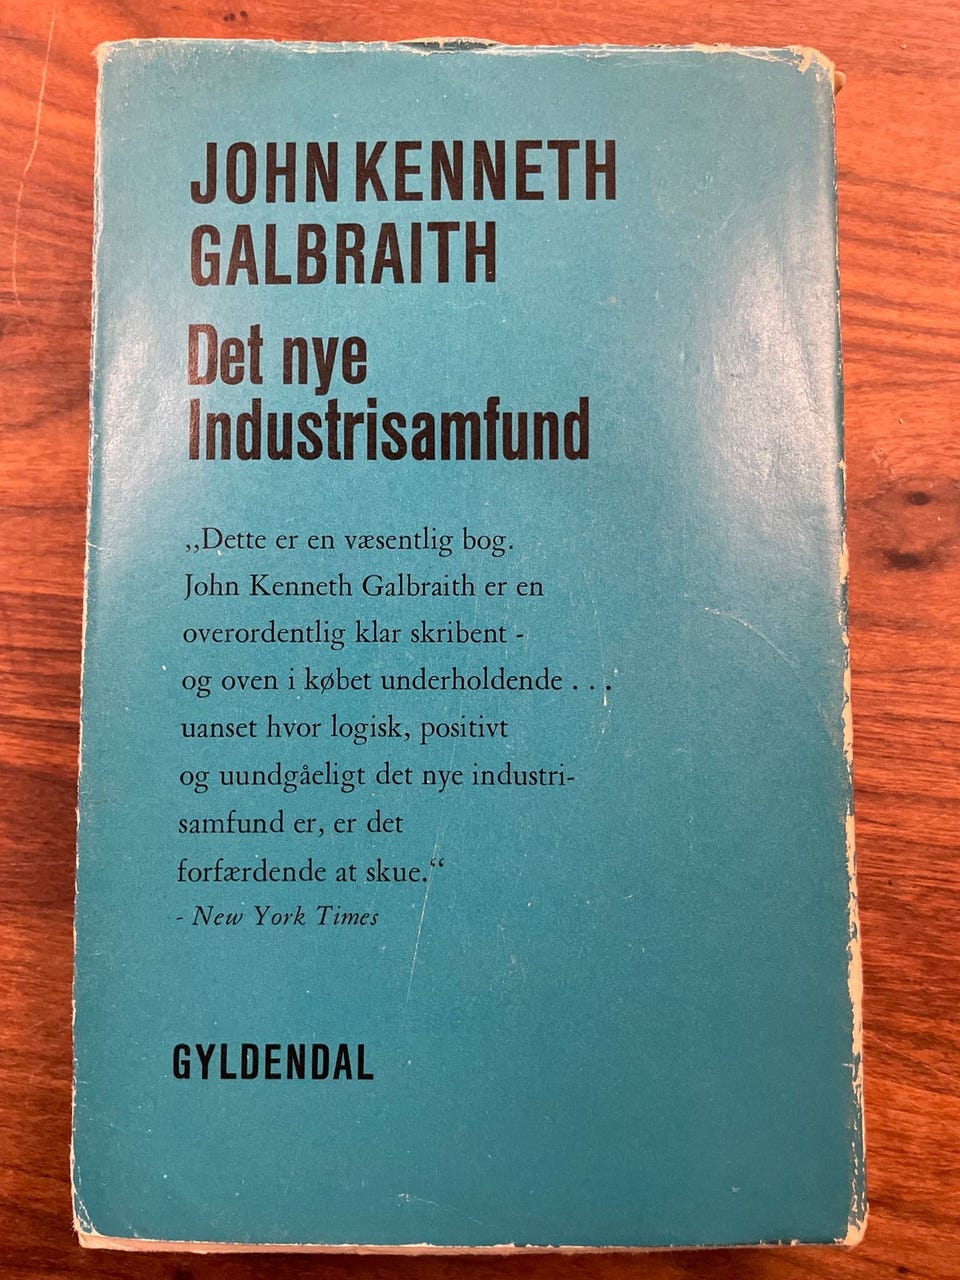 JOHN KENNETH
GALBRAITH
Det nye
Industrisamfund
„Dette er en væsentlig bog.
John Kenneth Galbraith er en
overordentlig klar skribent -
og oven i købet underholdende . . .
uanset hvor logisk, positivt
og uundgåeligt det nye industri-
samfund er, er det
forfærdende at skue.“
- New York Times
GYLDENDAL